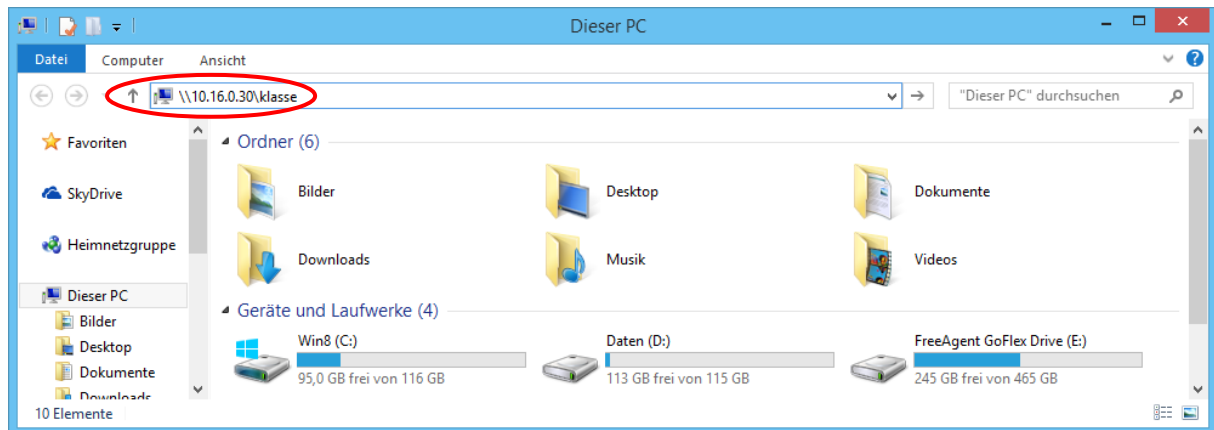 Dieser PC
Datei Computer Ansicht
\\10.16.0.30\klasse "Dieser PC" durchsuchen
Favoriten
SkyDrive
Heimnetzgruppe
Dieser PC
Bilder
Desktop
Dokumente
Downloads
Ordner (6)
Bilder Desktop Dokumente
Downloads Musik Videos
Geräte und Laufwerke (4)
Win8 (C:) Daten (D:) FreeAgent GoFlex Drive (E:)
95,0 GB frei von 116 GB 113 GB frei von 115 GB 245 GB frei von 465 GB
10 Elemente